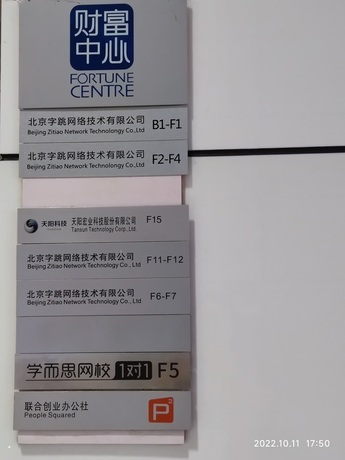 财富
中心
FORTUNE
CENTRE
北京字跳网络技术有限公司 B1-F1
Beijing Zitiao Network Technology Co.,Ltd
北京字跳网络技术有限公司 F2-F4
Beijing Zitiao Network Technology Co.,Ltd
天阳科技 天阳宏业科技股份有限公司 F15
Tansun Technology Corp.,Ltd.
北京字跳网络技术有限公司 F11-F12
Beijing Zitiao Network Technology Co.,Ltd
北京字跳网络技术有限公司 F6-F7
Beijing Zitiao Network Technology Co.,Ltd
学而思网校 1对1 F5
联合创业办公社
People Squared
P²
2022.10.11 17:50